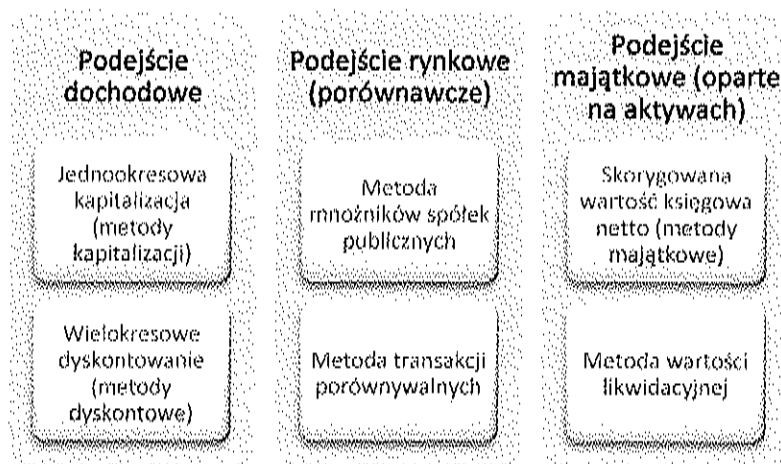 Podejście
dochodowe
Jednookresowa
kapitalizacja
(metody
kapitalizacji)
Wielokresowe
dyskontowanie
(metody
dyskontowe)
Podejście rynkowe
(porównawcze)
Metoda
mnożników spółek
publicznych
Metoda transakcji
porównywalnych
Podejście
majątkowe (oparte
na aktywach)
Skorygowana
wartość księgowa
netto (metody
majątkowe)
Metoda wartości
likwidacyjnej